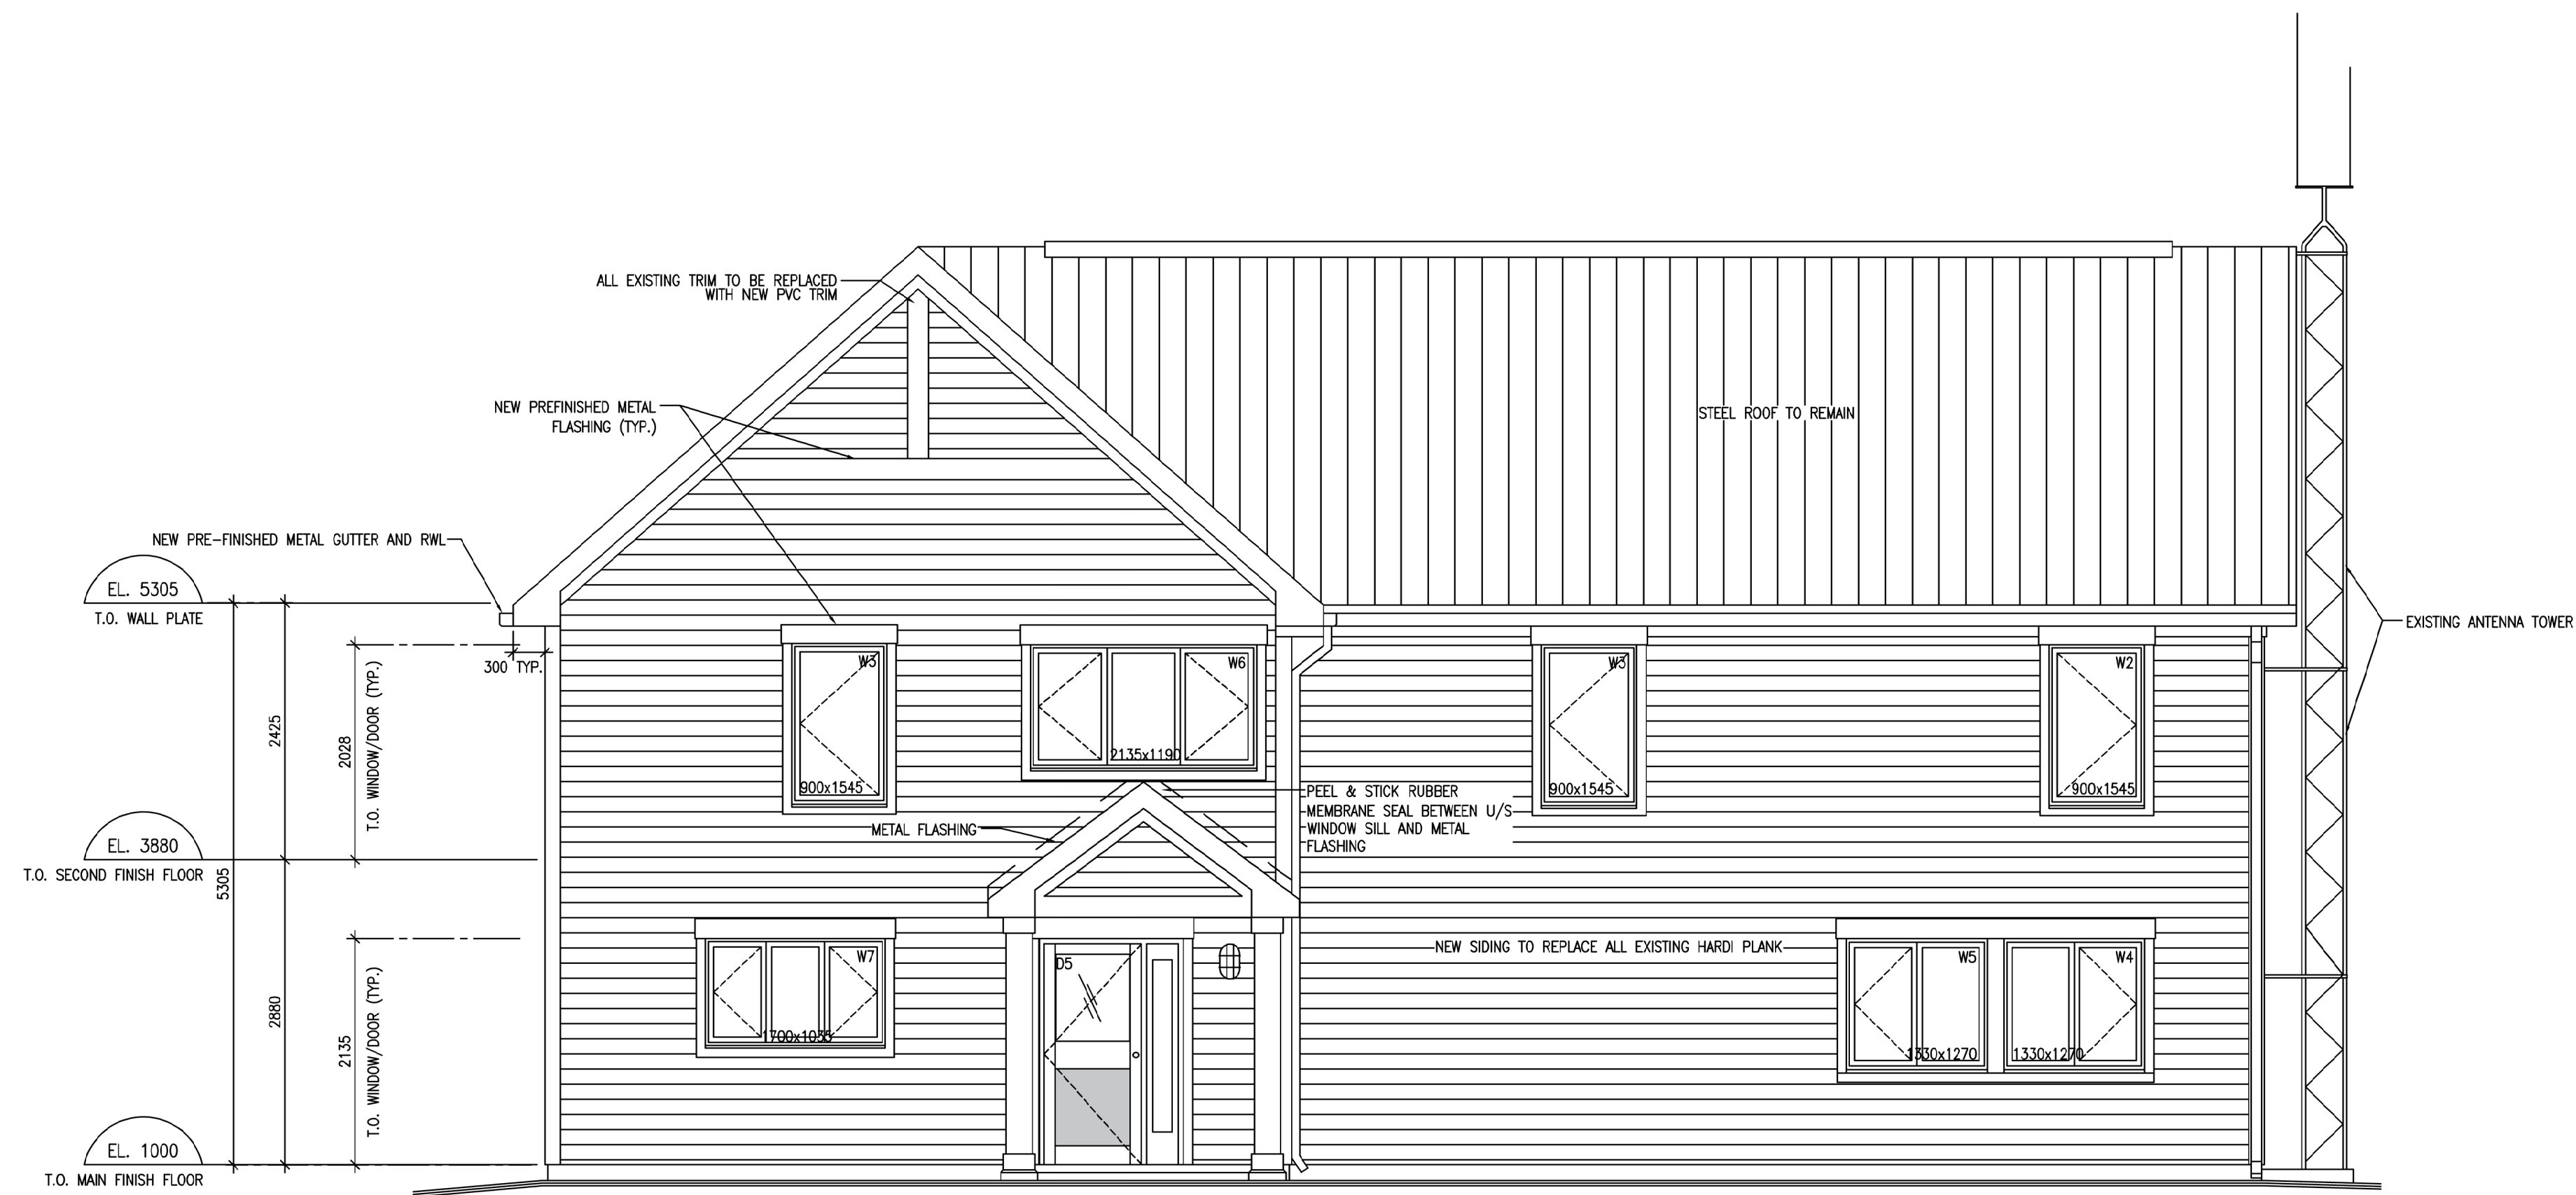 ALL EXISTING TRIM TO BE REPLACED
WITH NEW PVC TRIM
NEW PREFINISHED METAL
FLASHING (TYP.)
STEEL ROOF TO REMAIN
NEW PRE-FINISHED METAL GUTTER AND RWL
EL. 5305
T.O. WALL PLATE
EXISTING ANTENNA TOWER
300 TYP.
W3
W6
W3
W2
2425
2028
T.O. WINDOW/DOOR (TYP.)
2135x1190
900x1545
900x1545
900x1545
PEEL & STICK RUBBER
MEMBRANE SEAL BETWEEN U/S
WINDOW SILL AND METAL
FLASHING
METAL FLASHING
EL. 3880
T.O. SECOND FINISH FLOOR
5305
NEW SIDING TO REPLACE ALL EXISTING HARDI PLANK
W7
D5
W5
W4
2880
2135
T.O. WINDOW/DOOR (TYP.)
1700x1035
1330x1270
1330x1270
EL. 1000
T.O. MAIN FINISH FLOOR